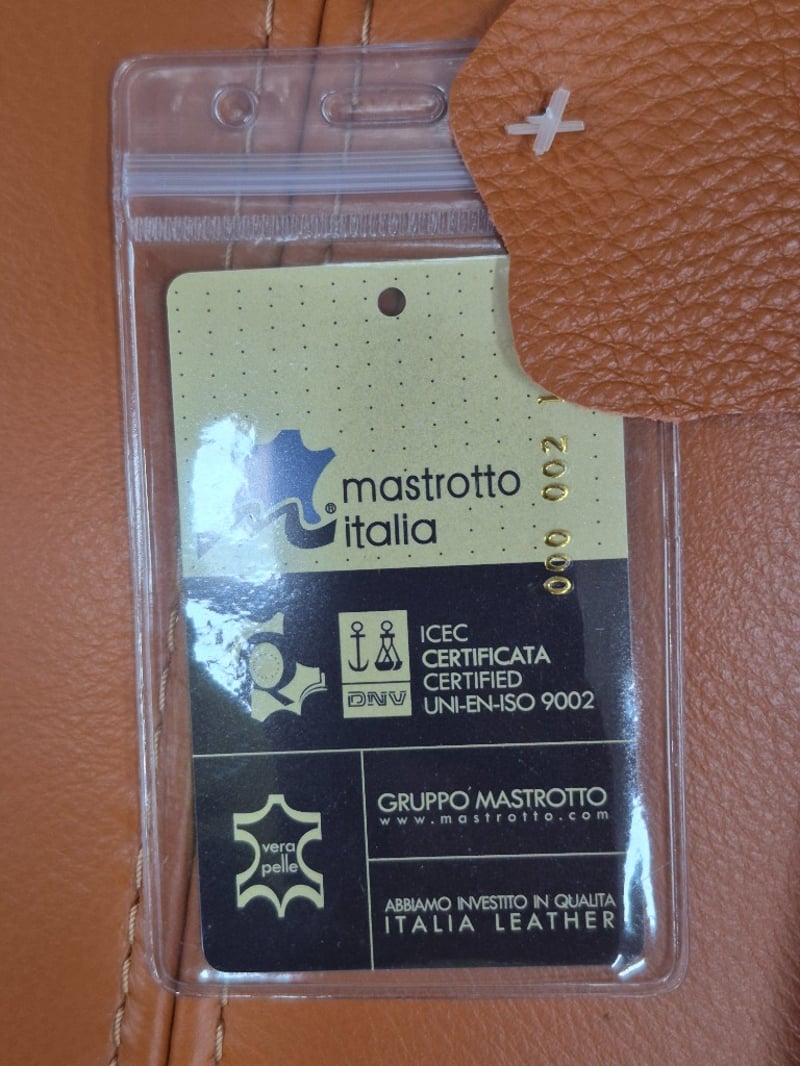 mastrotto
®
italia
000 002
ICEC
CERTIFICATA
CERTIFIED
UNI-EN-ISO 9002
DNV
vera
pelle
GRUPPO MASTROTTO
www.mastrotto.com
ABBIAMO INVESTITO IN QUALITA
ITALIA LEATHER